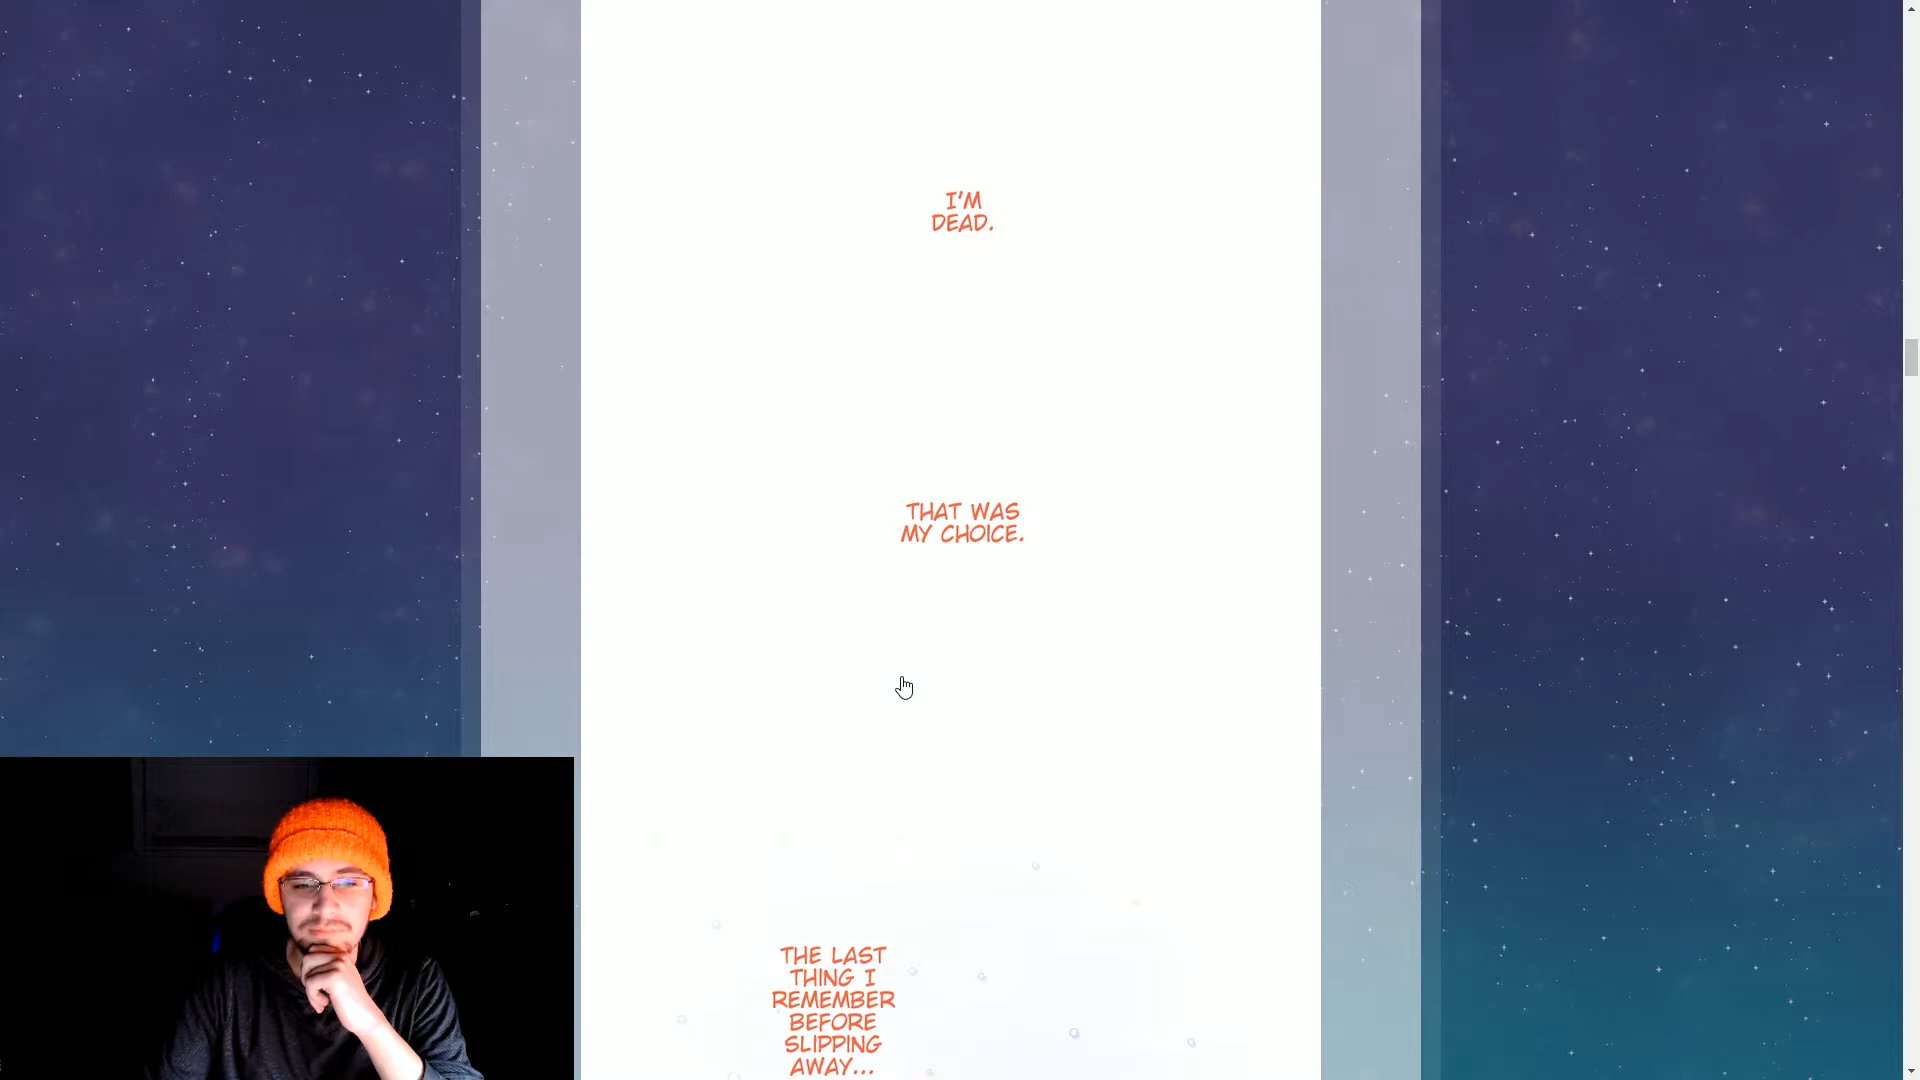 I'M
DEAD.
THAT WAS
MY CHOICE.
THE LAST
THING I
REMEMBER
BEFORE
SLIPPING
AWAY...